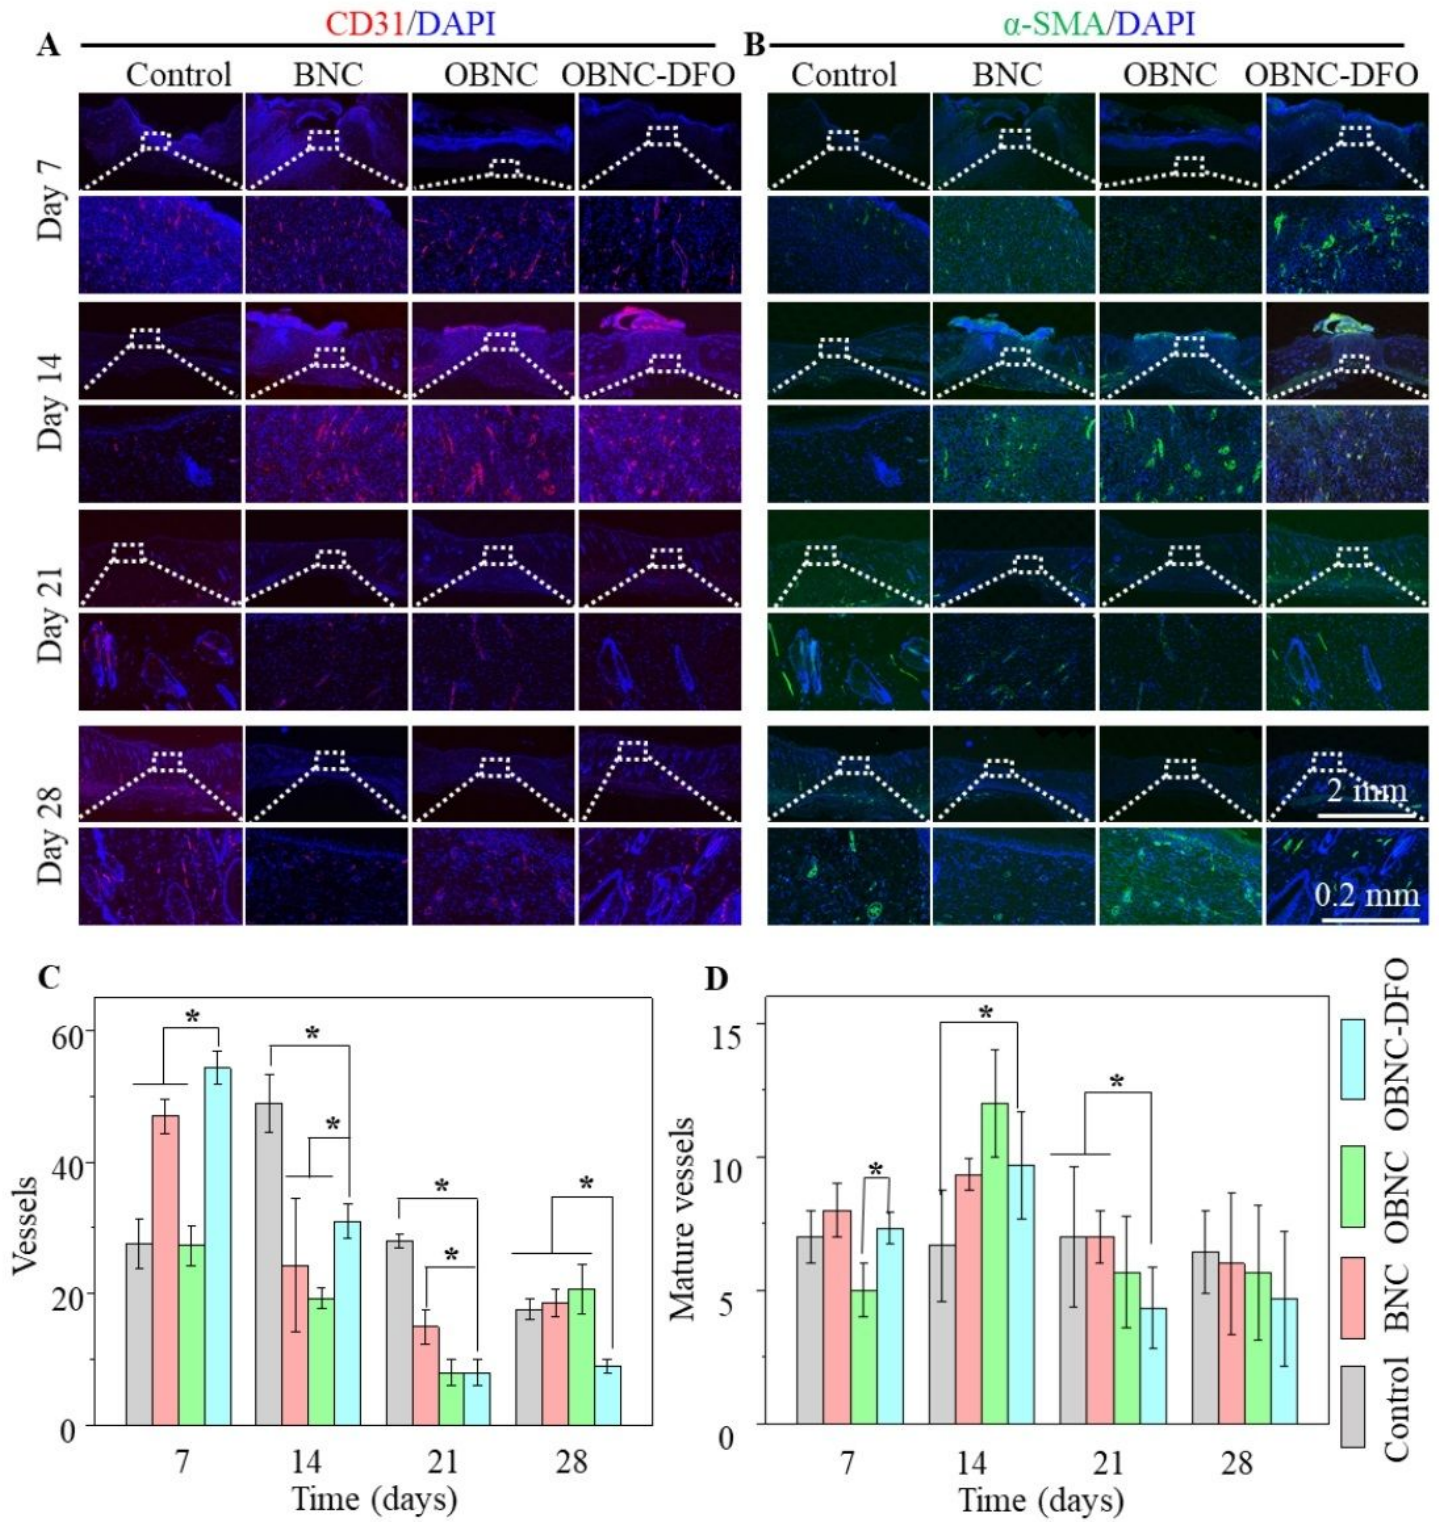 A
CD31/DAPI
Control BNC OBNC OBNC-DFO
Day 7
Day 14
Day 21
Day 28
B
α-SMA/DAPI
Control BNC OBNC OBNC-DFO
2 mm
0.2 mm
C
Vessels
60
40
20
0
* * * * * *
7 14 21 28
Time (days)
D
Mature vessels
15
10
5
0
* * *
7 14 21 28
Time (days)
Control BNC OBNC OBNC-DFO